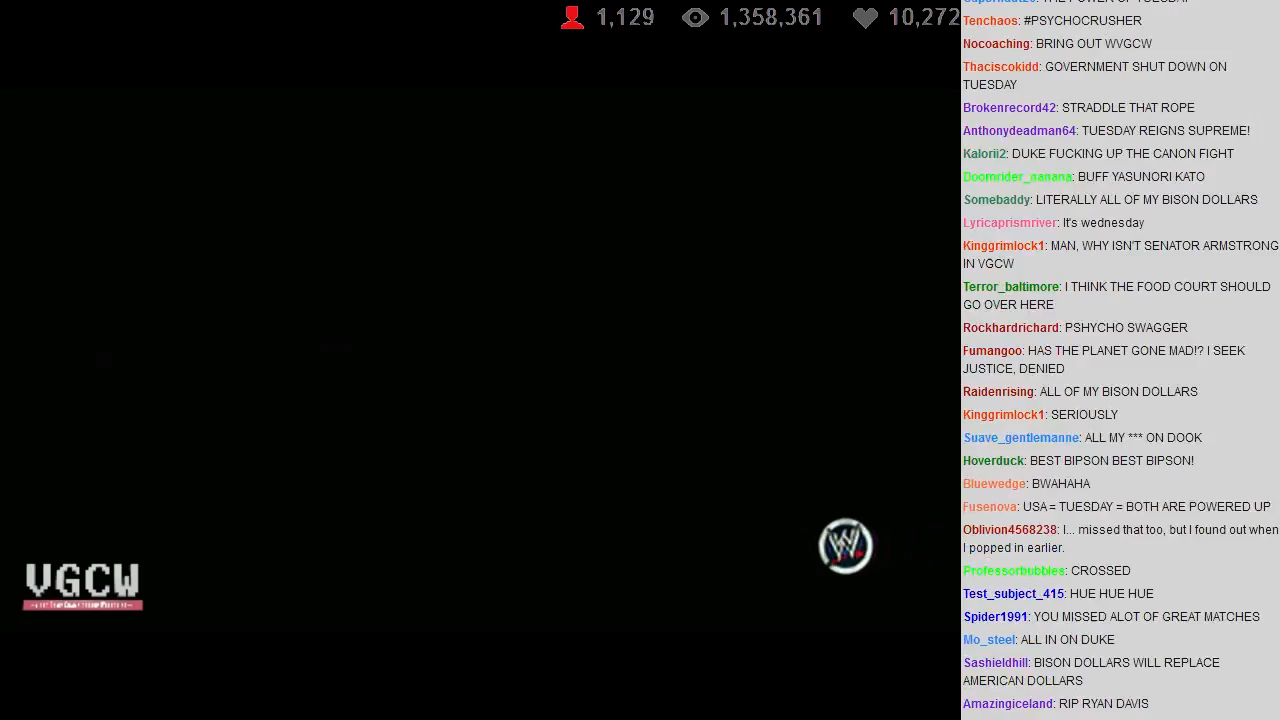 1,129 1,358,361 10,272
Tenchaos: #PSYCHOCRUSHER
Nocoaching: BRING OUT WVGCW
Thaciscokidd: GOVERNMENT SHUT DOWN ON
TUESDAY
Brokenrecord42: STRADDLE THAT ROPE
Anthonydeadman64: TUESDAY REIGNS SUPREME!
Kalorii2: DUKE FUCKING UP THE CANON FIGHT
Doomrider_nanana: BUFF YASUNORI KATO
Somebaddy: LITERALLY ALL OF MY BISON DOLLARS
Lyricaprismriver: It's wednesday
Kinggrimlock1: MAN, WHY ISN'T SENATOR ARMSTRONG
IN VGCW
Terror_baltimore: I THINK THE FOOD COURT SHOULD
GO OVER HERE
Rockhardrichard: PSHYCHO SWAGGER
Fumangoo: HAS THE PLANET GONE MAD!? I SEEK
JUSTICE, DENIED
Raidenrising: ALL OF MY BISON DOLLARS
Kinggrimlock1: SERIOUSLY
Suave_gentlemanne: ALL MY *** ON DOOK
Hoverduck: BEST BIPSON BEST BIPSON!
Bluewedge: BWAHAHA
Fusenova: USA = TUESDAY = BOTH ARE POWERED UP
Oblivion4568238: I... missed that too, but I found out when
I popped in earlier.
Professorbubbles: CROSSED
Test_subject_415: HUE HUE HUE
Spider1991: YOU MISSED ALOT OF GREAT MATCHES
Mo_steel: ALL IN ON DUKE
Sashieldhill: BISON DOLLARS WILL REPLACE
AMERICAN DOLLARS
Amazingiceland: RIP RYAN DAVIS
VGCW
W